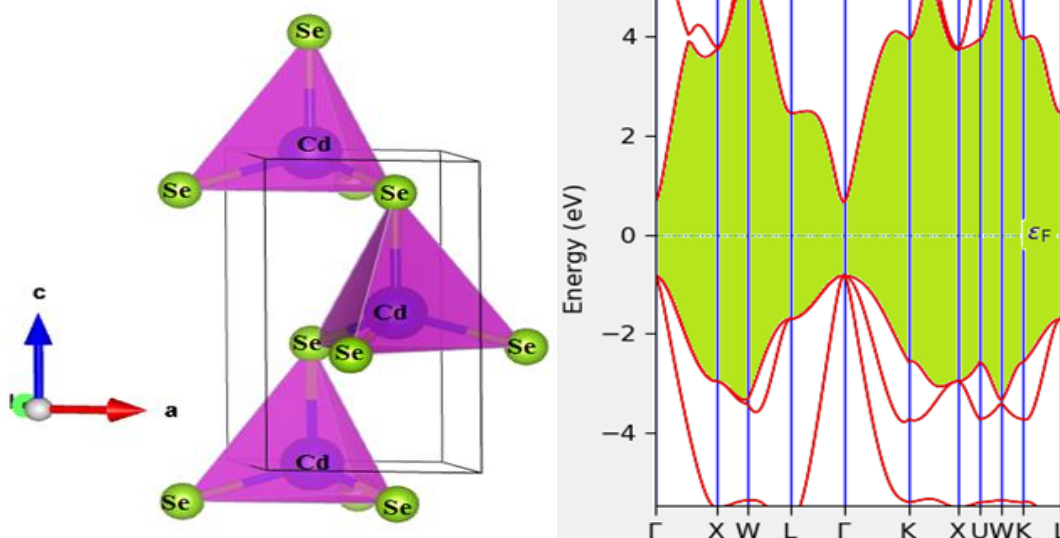 Se
Cd
Se
Se
Cd
Se
Se
Se
Cd
Se
Se
c
a
Energy (eV)
4
2
0
−2
−4
εF
Γ X W L Γ K X U W K L